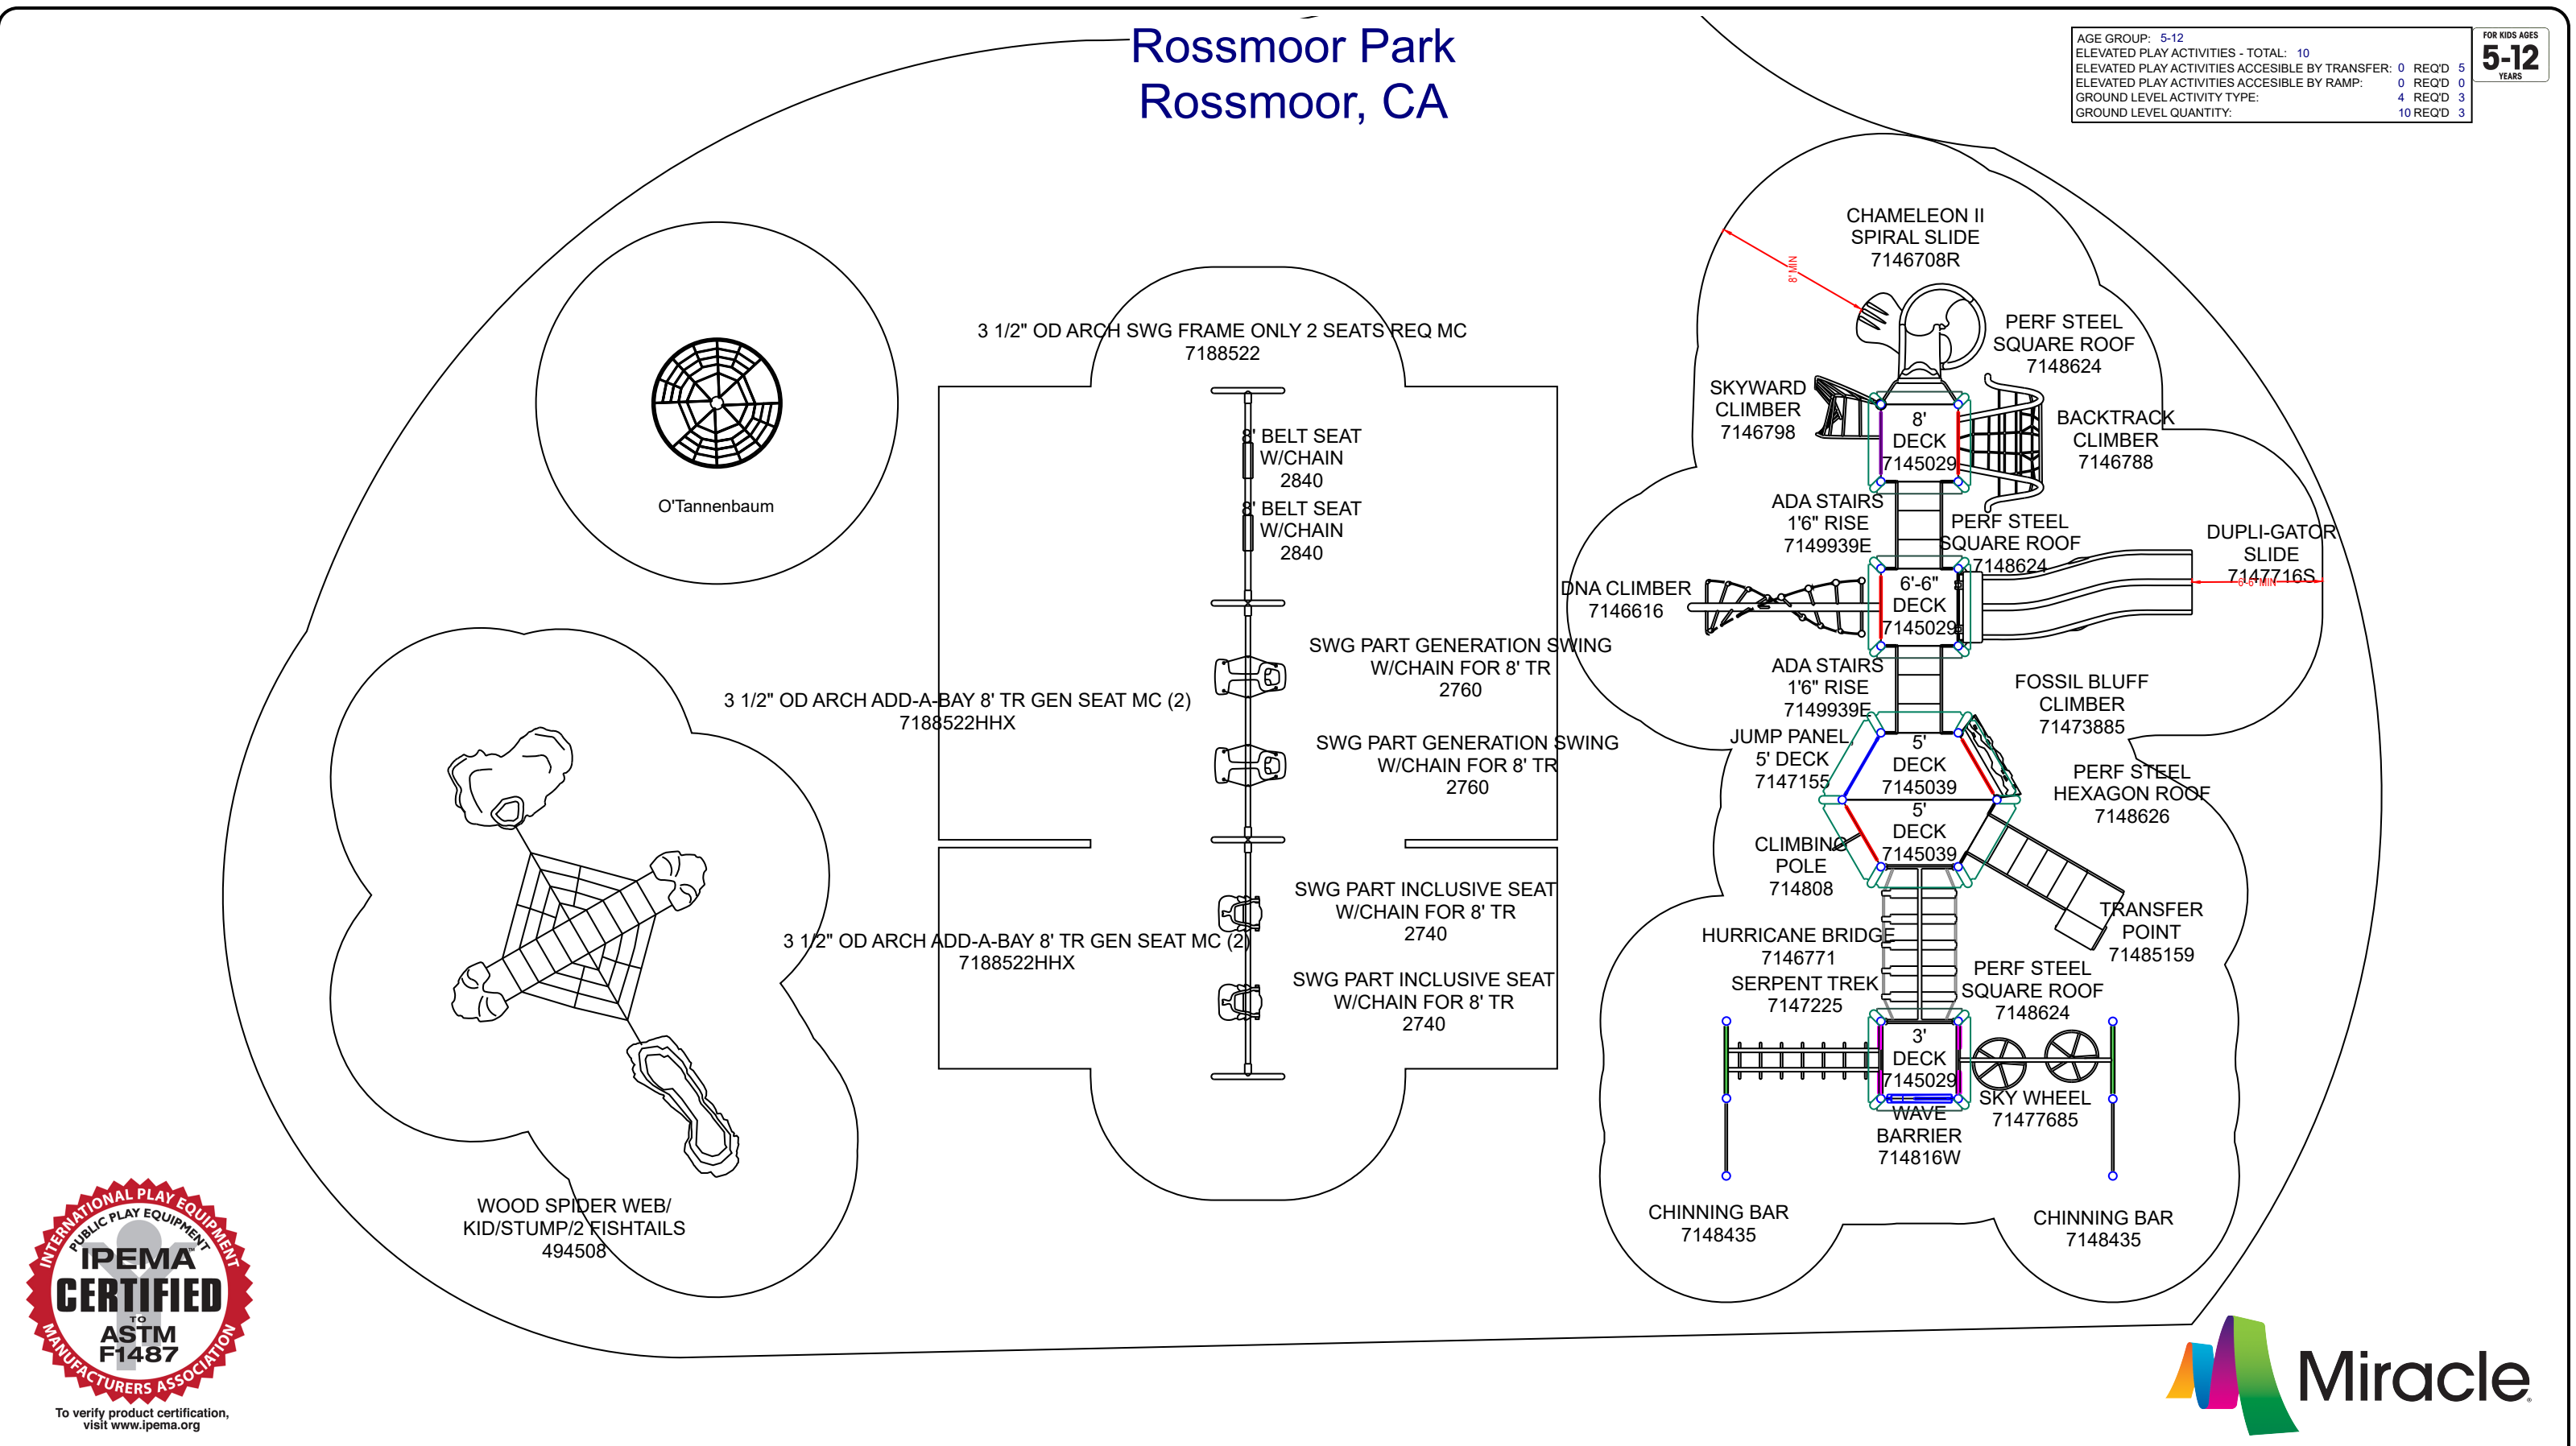 Rossmoor Park
Rossmoor, CA
AGE GROUP: 5-12
ELEVATED PLAY ACTIVITIES - TOTAL: 10
ELEVATED PLAY ACTIVITIES ACCESIBLE BY TRANSFER: 0 REQ'D 5
ELEVATED PLAY ACTIVITIES ACCESIBLE BY RAMP: 0 REQ'D 0
GROUND LEVEL ACTIVITY TYPE: 4 REQ'D 3
GROUND LEVEL QUANTITY: 10 REQ'D 3
FOR KIDS AGES
5-12
YEARS
O'Tannenbaum
WOOD SPIDER WEB/
KID/STUMP/2 FISHTAILS
494508
3 1/2" OD ARCH SWG FRAME ONLY 2 SEATS REQ MC
7188522
8' BELT SEAT
W/CHAIN
2840
8' BELT SEAT
W/CHAIN
2840
SWG PART GENERATION SWING
W/CHAIN FOR 8' TR
2760
3 1/2" OD ARCH ADD-A-BAY 8' TR GEN SEAT MC (2)
7188522HHX
SWG PART GENERATION SWING
W/CHAIN FOR 8' TR
2760
SWG PART INCLUSIVE SEAT
W/CHAIN FOR 8' TR
2740
3 1/2" OD ARCH ADD-A-BAY 8' TR GEN SEAT MC (2)
7188522HHX
SWG PART INCLUSIVE SEAT
W/CHAIN FOR 8' TR
2740
CHAMELEON II
SPIRAL SLIDE
7146708R
8' MIN
PERF STEEL
SQUARE ROOF
7148624
SKYWARD
CLIMBER
7146798
8'
DECK
7145029
BACKTRACK
CLIMBER
7146788
ADA STAIRS
1'6" RISE
7149939E
PERF STEEL
SQUARE ROOF
7148624
DUPLI-GATOR
SLIDE
7147716S
6'-6" MIN
DNA CLIMBER
7146616
6'-6"
DECK
7145029
ADA STAIRS
1'6" RISE
7149939E
FOSSIL BLUFF
CLIMBER
71473885
JUMP PANEL,
5' DECK
7147155
5'
DECK
7145039
PERF STEEL
HEXAGON ROOF
7148626
5'
DECK
7145039
CLIMBING
POLE
714808
TRANSFER
POINT
71485159
HURRICANE BRIDGE
7146771
SERPENT TREK
7147225
PERF STEEL
SQUARE ROOF
7148624
3'
DECK
7145029
SKY WHEEL
71477685
WAVE
BARRIER
714816W
CHINNING BAR
7148435
CHINNING BAR
7148435
INTERNATIONAL PLAY EQUIPMENT
MANUFACTURERS ASSOCIATION
PUBLIC PLAY EQUIPMENT
IPEMA™
CERTIFIED
TO
ASTM
F1487
To verify product certification,
visit www.ipema.org
Miracle